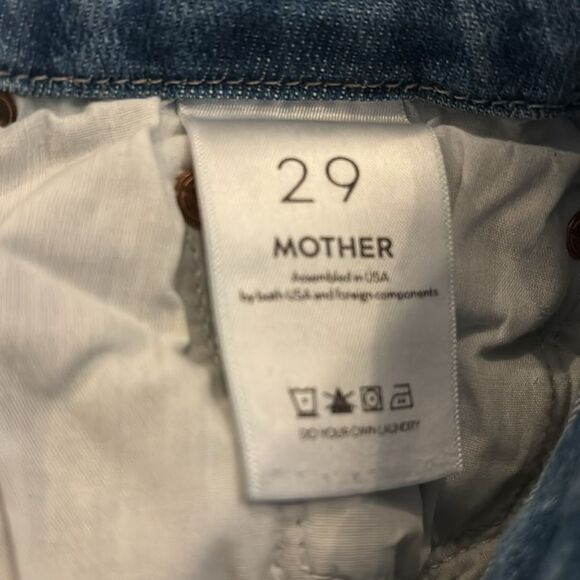 29
MOTHER
Assembled in USA
by both USA and foreign components
DO YOUR OWN LAUNDRY